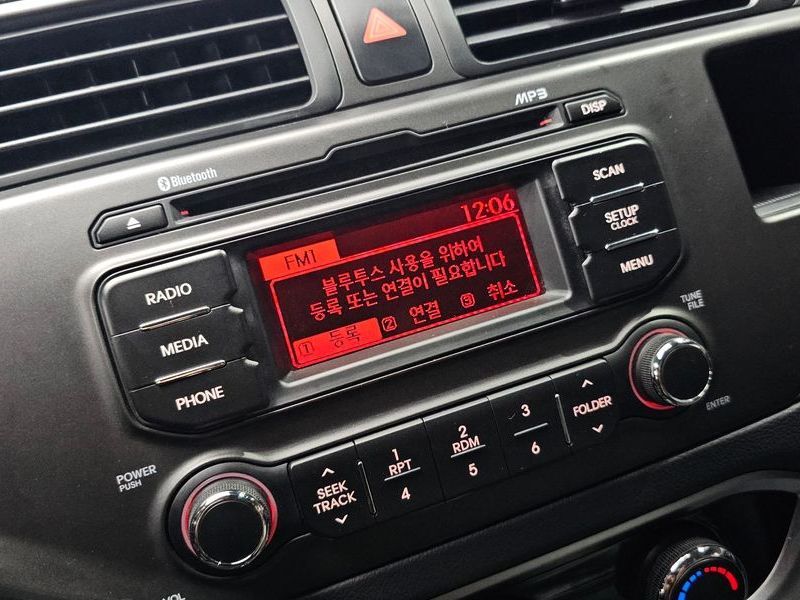 MP3
DISP
Bluetooth
SCAN
SETUP
CLOCK
MENU
12:06
FM1
블루투스 사용을 위하여
등록 또는 연결이 필요합니다
1 등록 2 연결 3 취소
RADIO
MEDIA
PHONE
TUNE
FILE
ENTER
POWER
PUSH
SEEK
TRACK
1
RPT
4
2
RDM
5
3
6
FOLDER
VOL